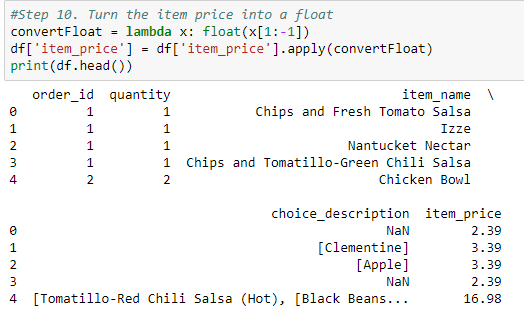 #Step 10. Turn the item price into a float
convertFloat = lambda x: float(x[1:-1])
df['item_price'] = df['item_price'].apply(convertFloat)
print(df.head())
order_id quantity item_name \
0 1 1 Chips and Fresh Tomato Salsa
1 1 1 Izze
2 1 1 Nantucket Nectar
3 1 1 Chips and Tomatillo-Green Chili Salsa
4 2 2 Chicken Bowl
choice_description item_price
0 NaN 2.39
1 [Clementine] 3.39
2 [Apple] 3.39
3 NaN 2.39
4 [Tomatillo-Red Chili Salsa (Hot), [Black Beans... 16.98